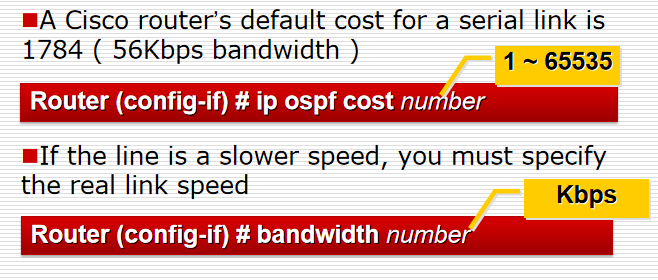 ■A Cisco router's default cost for a serial link is
1784 ( 56Kbps bandwidth )
1 ~ 65535
Router (config-if) # ip ospf cost number
■If the line is a slower speed, you must specify
the real link speed
Kbps
Router (config-if) # bandwidth number